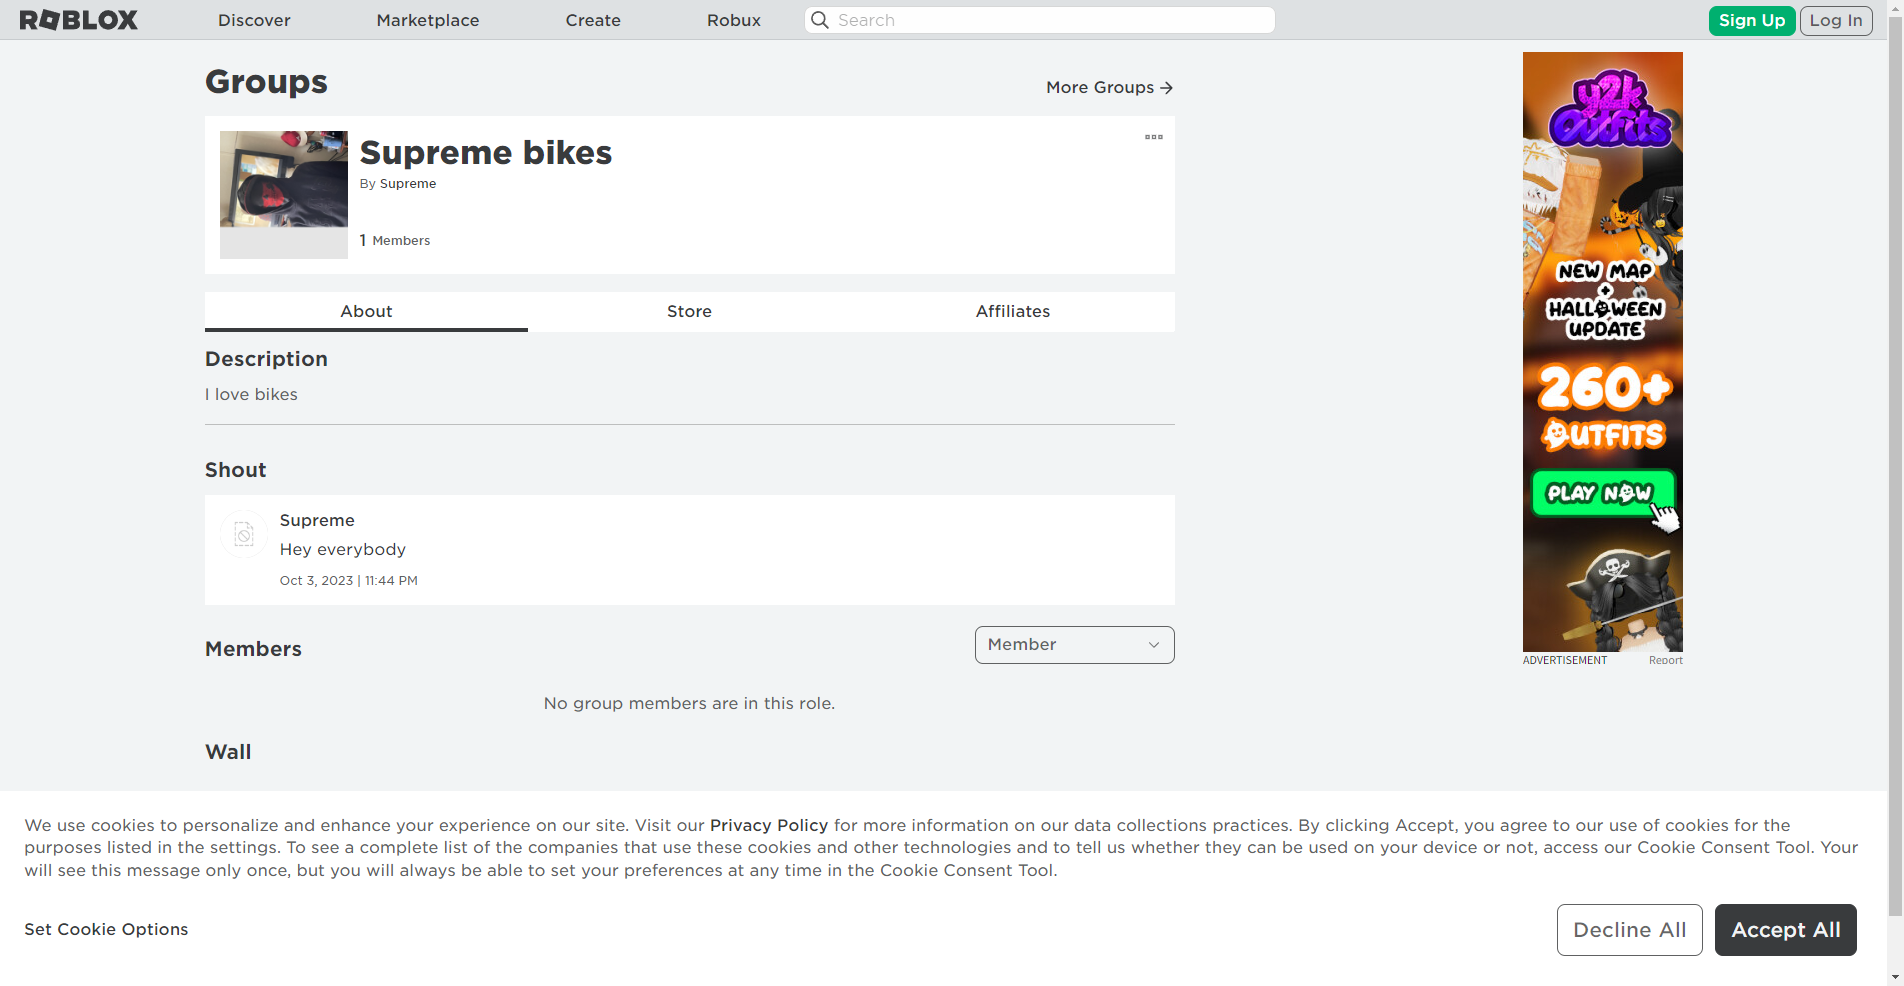 ROBLOX
Discover
Marketplace
Create
Robux
Search
Sign Up
Log In
Groups
More Groups
Supreme bikes
By Supreme
1 Members
About
Store
Affiliates
Description
I love bikes
Shout
Supreme
Hey everybody
Oct 3, 2023 | 11:44 PM
Members
Member
No group members are in this role.
Wall
y2k
Outfits
NEW MAP
+
HALLOWEEN
UPDATE
260+
OUTFITS
PLAY NOW
ADVERTISEMENT
Report
We use cookies to personalize and enhance your experience on our site. Visit our Privacy Policy for more information on our data collections practices. By clicking Accept, you agree to our use of cookies for the
purposes listed in the settings. To see a complete list of the companies that use these cookies and other technologies and to tell us whether they can be used on your device or not, access our Cookie Consent Tool. Your
will see this message only once, but you will always be able to set your preferences at any time in the Cookie Consent Tool.
Set Cookie Options
Decline All
Accept All